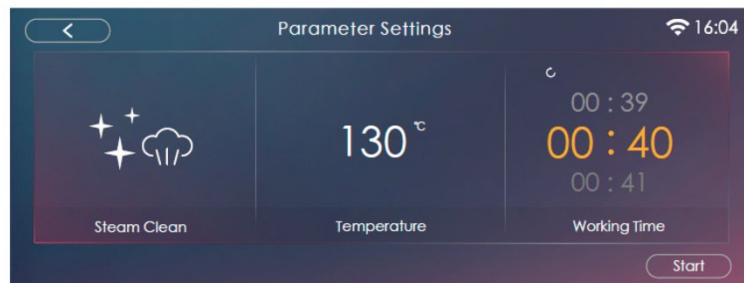 Parameter Settings
16:04
130 ℃
00 : 39
00 : 40
00 : 41
Steam Clean
Temperature
Working Time
Start